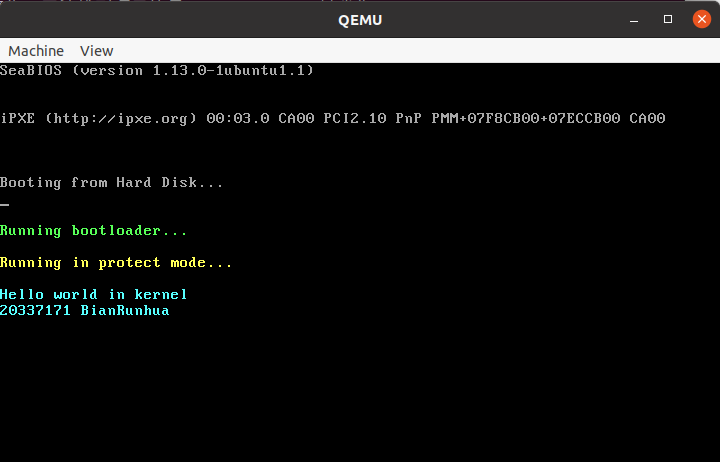 QEMU
Machine View
SeaBIOS (version 1.13.0-1ubuntu1.1)
iPXE (http://ipxe.org) 00:03.0 CA00 PCI2.10 PnP PMM+07F8CB00+07ECCB00 CA00
Booting from Hard Disk...
Running bootloader...
Running in protect mode...
Hello world in kernel
20337171 BianRunhua